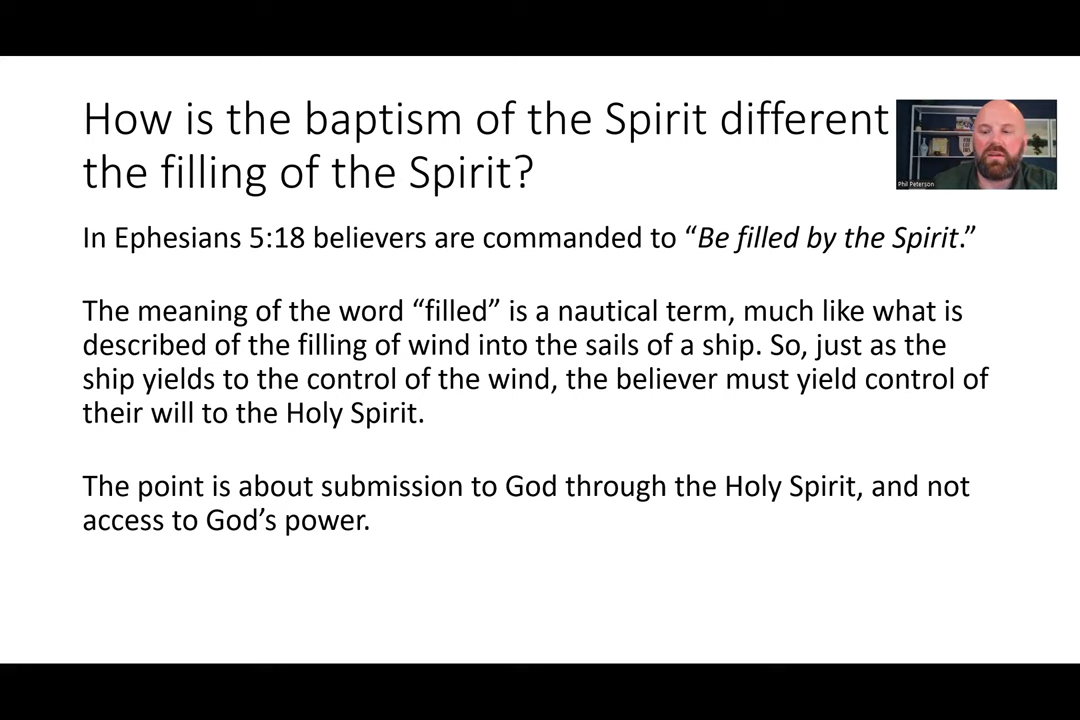 How is the baptism of the Spirit different
the filling of the Spirit?
Phil Peterson
In Ephesians 5:18 believers are commanded to “Be filled by the Spirit.”
The meaning of the word “filled” is a nautical term, much like what is
described of the filling of wind into the sails of a ship. So, just as the
ship yields to the control of the wind, the believer must yield control of
their will to the Holy Spirit.
The point is about submission to God through the Holy Spirit, and not
access to God’s power.